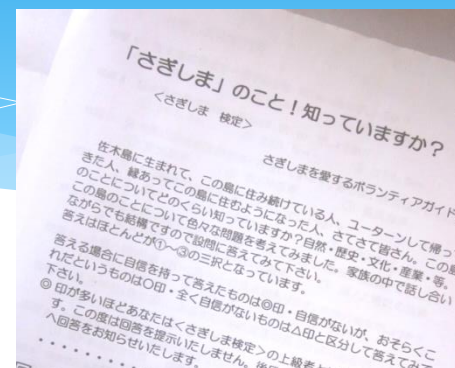 「さぎしま」のこと！知っていますか？
＜さぎしま 検定＞
さぎしまを愛するボランティアガイド
佐木島に生まれて、この島に住み続けている人、ユーターンして帰っ
きた人、縁あってこの島に住むようになった人、さてさて皆さん。この島
のことについてどのくらい知っていますか？自然・歴史・文化・産業・等。
この島のことについて色々な問題を考えてみました。家族の中で話し合い
ながらでも結構ですので設問に答えてみて下さい。
答えはほとんどが①～③の三択となっています。
答える場合に自信を持って答えたものは◎印・自信がないが、おそらくこ
れだというものは○印・全く自信がないものは△印と区分して答えてみて
下さい。
◎印が多いほどあなたは＜さぎしま検定＞の上級者と
す。この度は回答を提示いたしません。後
へ回答をお知らせいたします。